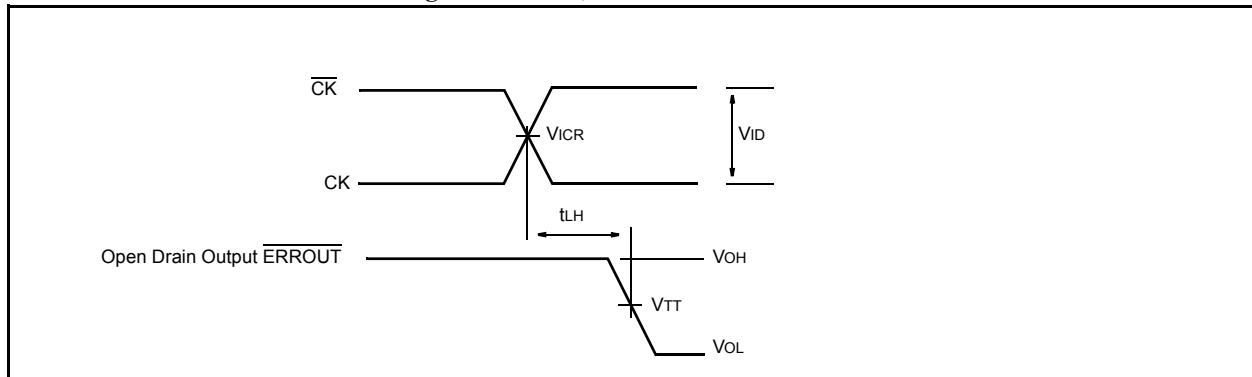 CK
VICR
VID
CK
tLH
Open Drain Output ERROUT
VOH
VTT
VOL